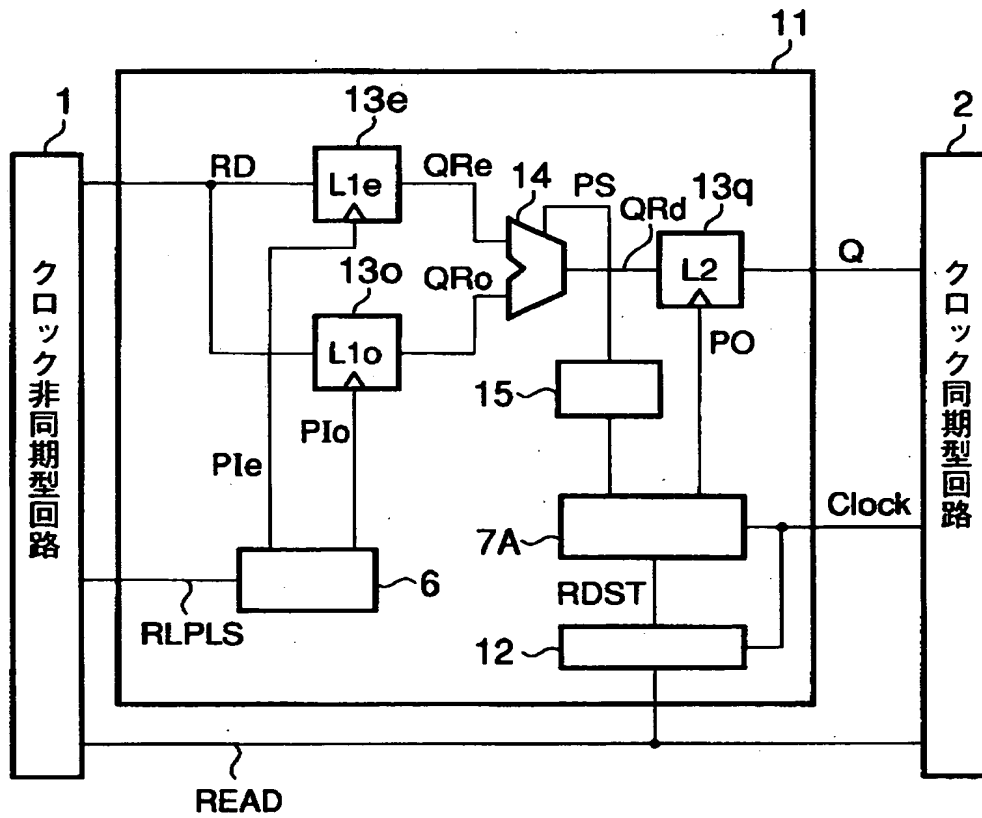 11
1
13e
2
RD
L1e
QRe
14
PS
13q
QRd
L2
Q
13o
QRo
L1o
PO
15
PIo
PIe
クロック非同期型回路
クロック同期型回路
Clock
7A
6
RDST
RLPLS
12
READ